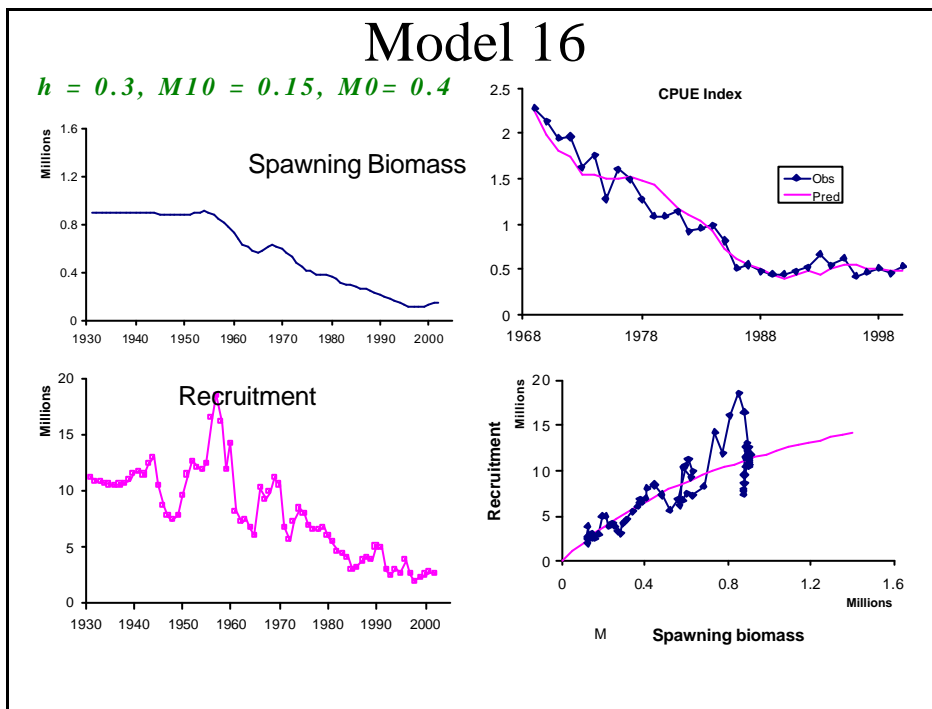 Model 16
h = 0.3, M10 = 0.15, M0= 0.4
Millions
Spawning Biomass
1.6
1.2
0.8
0.4
0
1930 1940 1950 1960 1970 1980 1990 2000
CPUE Index
2.5
2
1.5
1
0.5
0
1968 1978 1988 1998
Obs
Pred
Recruitment
Millions
20
15
10
5
0
1930 1940 1950 1960 1970 1980 1990 2000
Recruitment
Millions
20
15
10
5
0
0 0.4 0.8 1.2 1.6
Millions
M Spawning biomass